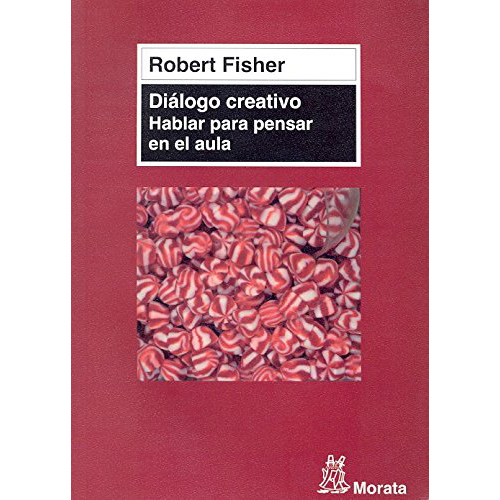 Robert Fisher
Diálogo creativo
Hablar para pensar
en el aula
Morata